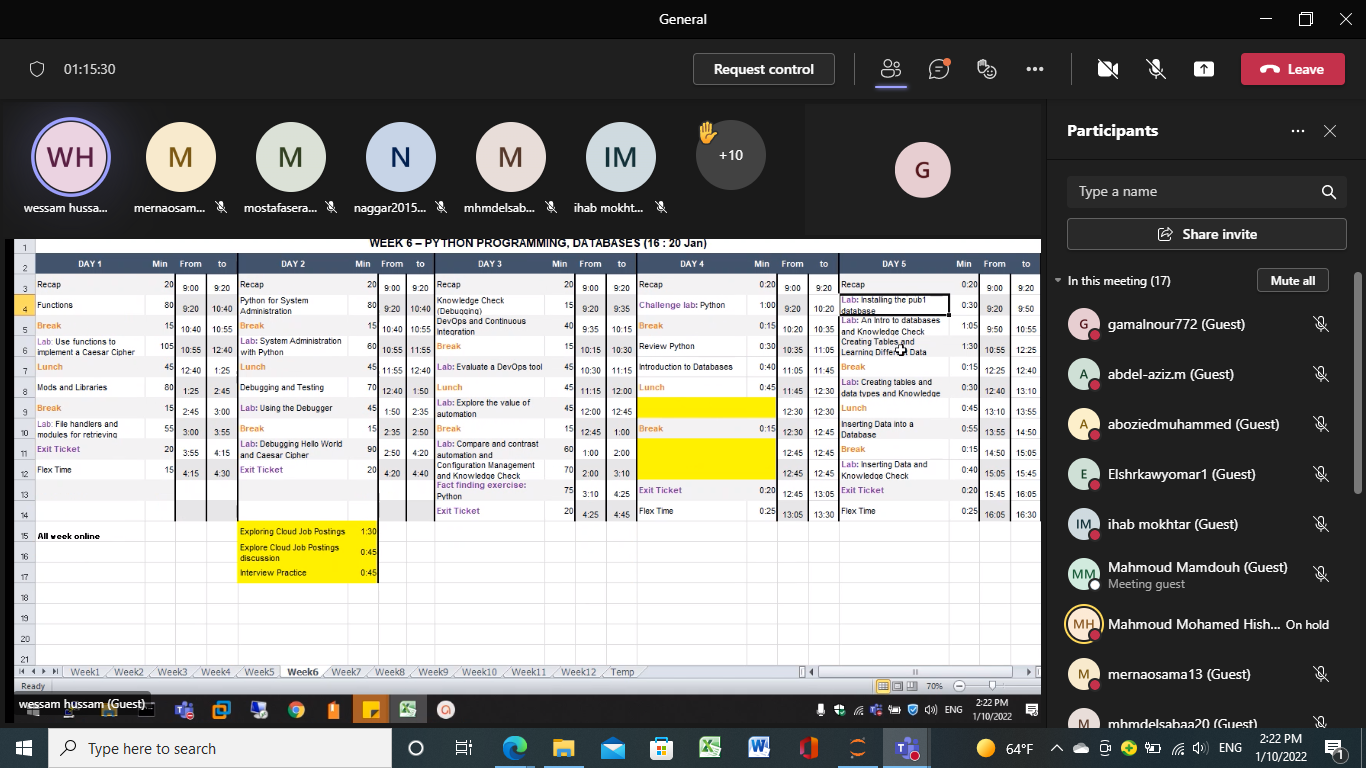 General
01:15:30
Request control
Leave
WH
M
M
N
M
IM
+10
G
wessam hussa...
mernaosam...
mostafasera...
naggar2015...
mhmdelsab...
ihab mokht...
Participants
Type a name
Share invite
In this meeting (17)
Mute all
G gamalnour772 (Guest)
A abdel-aziz.m (Guest)
A aboziedmuhammed (Guest)
E Elshrkawyomar1 (Guest)
IM ihab mokhtar (Guest)
MM Mahmoud Mamdouh (Guest)
Meeting guest
MH Mahmoud Mohamed Hish... On hold
M mernaosama13 (Guest)
M mhmdelsabaa20 (Guest)
1 WEEK 6 – PYTHON PROGRAMMING, DATABASES (16 : 20 Jan)
2 DAY 1 Min From to DAY 2 Min From to DAY 3 Min From to DAY 4 Min From to DAY 5 Min From to
3 Recap 20 9:00 9:20 Recap 20 9:00 9:20 Recap 20 9:00 9:20 Recap 0:20 9:00 9:20 Recap 0:20 9:00 9:20
4 Functions 80 9:20 10:40 Python for System Administration 80 9:20 10:40 Knowledge Check (Debugging) 15 9:20 9:35 Challenge lab: Python 1:00 9:20 10:20 Lab: Installing the pub1 database 0:30 9:20 9:50
5 Break 15 10:40 10:55 Break 15 10:40 10:55 DevOps and Continuous Integration 40 9:35 10:15 Break 0:15 10:20 10:35 Lab: An Intro to databases and Knowledge Check 1:05 9:50 10:55
6 Lab: Use functions to implement a Caesar Cipher 105 10:55 12:40 Lab: System Administration with Python 60 10:55 11:55 Break 15 10:15 10:30 Review Python 0:30 10:35 11:05 Creating Tables and Learning Different Data 1:30 10:55 12:25
7 Lunch 45 12:40 1:25 Lunch 45 11:55 12:40 Lab: Evaluate a DevOps tool 45 10:30 11:15 Introduction to Databases 0:40 11:05 11:45 Break 0:15 12:25 12:40
8 Mods and Libraries 80 1:25 2:45 Debugging and Testing 70 12:40 1:50 Lunch 45 11:15 12:00 Lunch 0:45 11:45 12:30 Lab: Creating tables and data types and Knowledge 0:30 12:40 13:10
9 Break 15 2:45 3:00 Lab: Using the Debugger 45 1:50 2:35 Lab: Explore the value of automation 45 12:00 12:45 12:30 12:30 Lunch 0:45 13:10 13:55
10 Lab: File handlers and modules for retrieving 55 3:00 3:55 Break 15 2:35 2:50 Break 15 12:45 1:00 Break 0:15 12:30 12:45 Inserting Data into a Database 0:55 13:55 14:50
11 Exit Ticket 20 3:55 4:15 Lab: Debugging Hello World and Caesar Cipher 90 2:50 4:20 Lab: Compare and contrast automation and 60 1:00 2:00 12:45 12:45 Break 0:15 14:50 15:05
12 Flex Time 15 4:15 4:30 Exit Ticket 20 4:20 4:40 Configuration Management and Knowledge Check 70 2:00 3:10 12:45 12:45 Lab: Inserting Data and Knowledge Check 0:40 15:05 15:45
13 Fact finding exercise: Python 75 3:10 4:25 Exit Ticket 0:20 12:45 13:05 Exit Ticket 0:20 15:45 16:05
14 Exit Ticket 20 4:25 4:45 Flex Time 0:25 13:05 13:30 Flex Time 0:25 16:05 16:30
15 All week online Exploring Cloud Job Postings 1:30
16 Explore Cloud Job Postings discussion 0:45
17 Interview Practice 0:45
18
19
20
21
Week1 Week2 Week3 Week4 Week5 Week6 Week7 Week8 Week9 Week10 Week11 Week12 Temp
Ready
70%
wessam hussam (Guest)
ENG
2:22 PM
1/10/2022
Type here to search
64°F
ENG
2:22 PM
1/10/2022
1